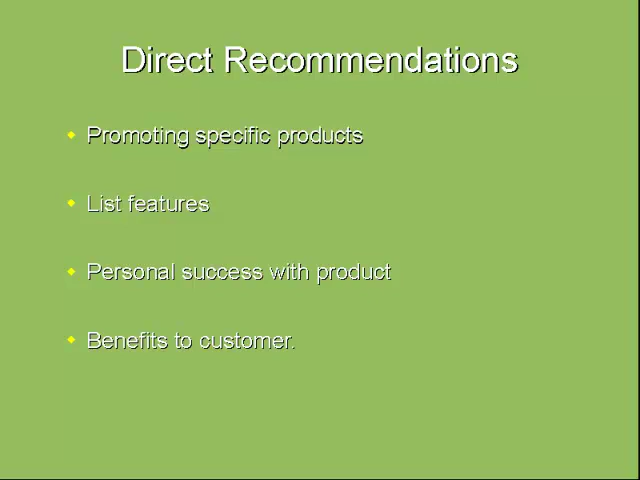 Direct Recommendations
Promoting specific products
List features
Personal success with product
Benefits to customer.